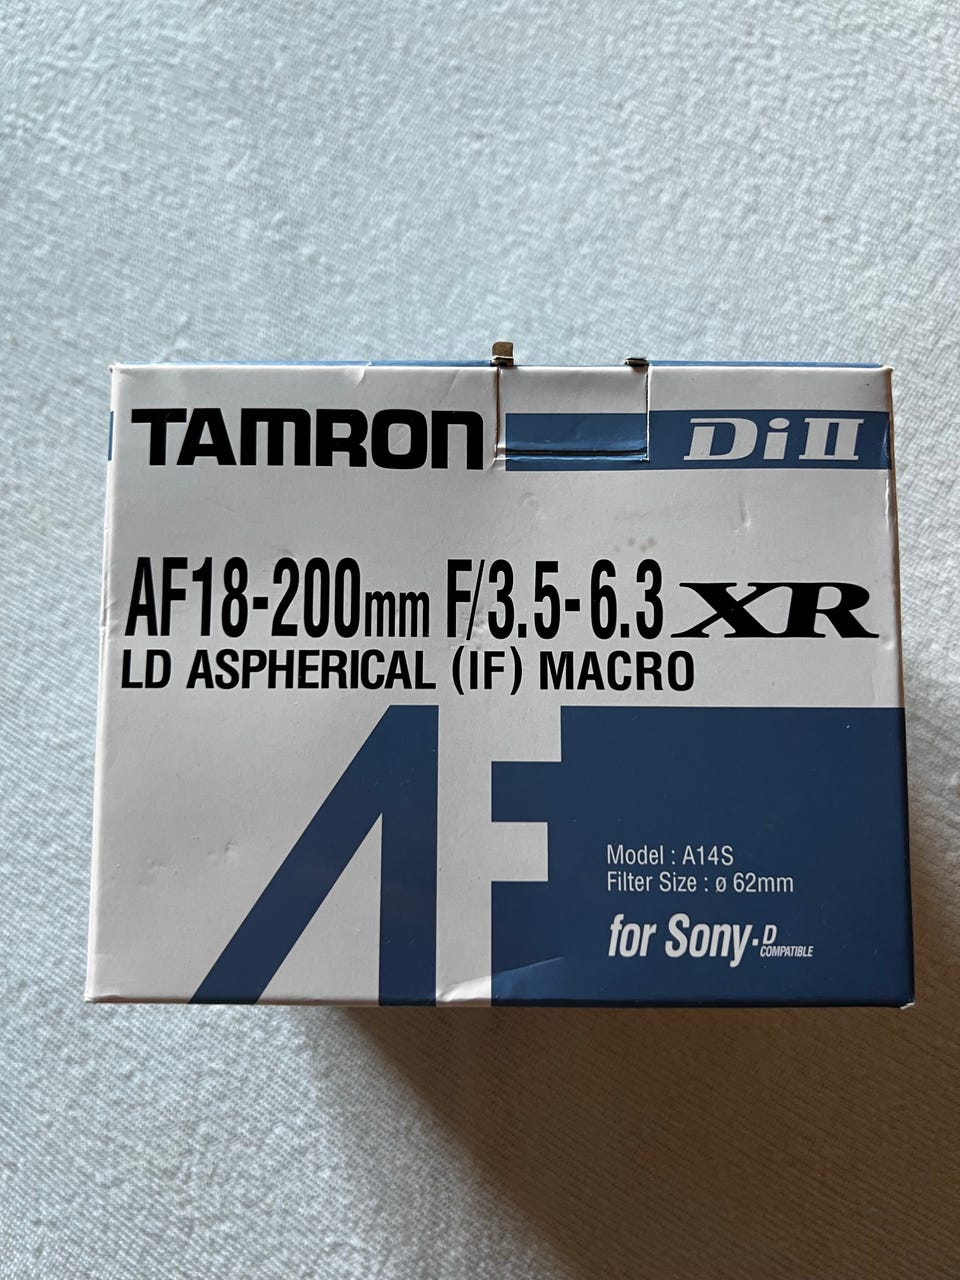 TAMRON Di II
AF18-200mm F/3.5-6.3 XR
LD ASPHERICAL (IF) MACRO
AF
Model : A14S
Filter Size : ø 62mm
for Sony-D COMPATIBLE